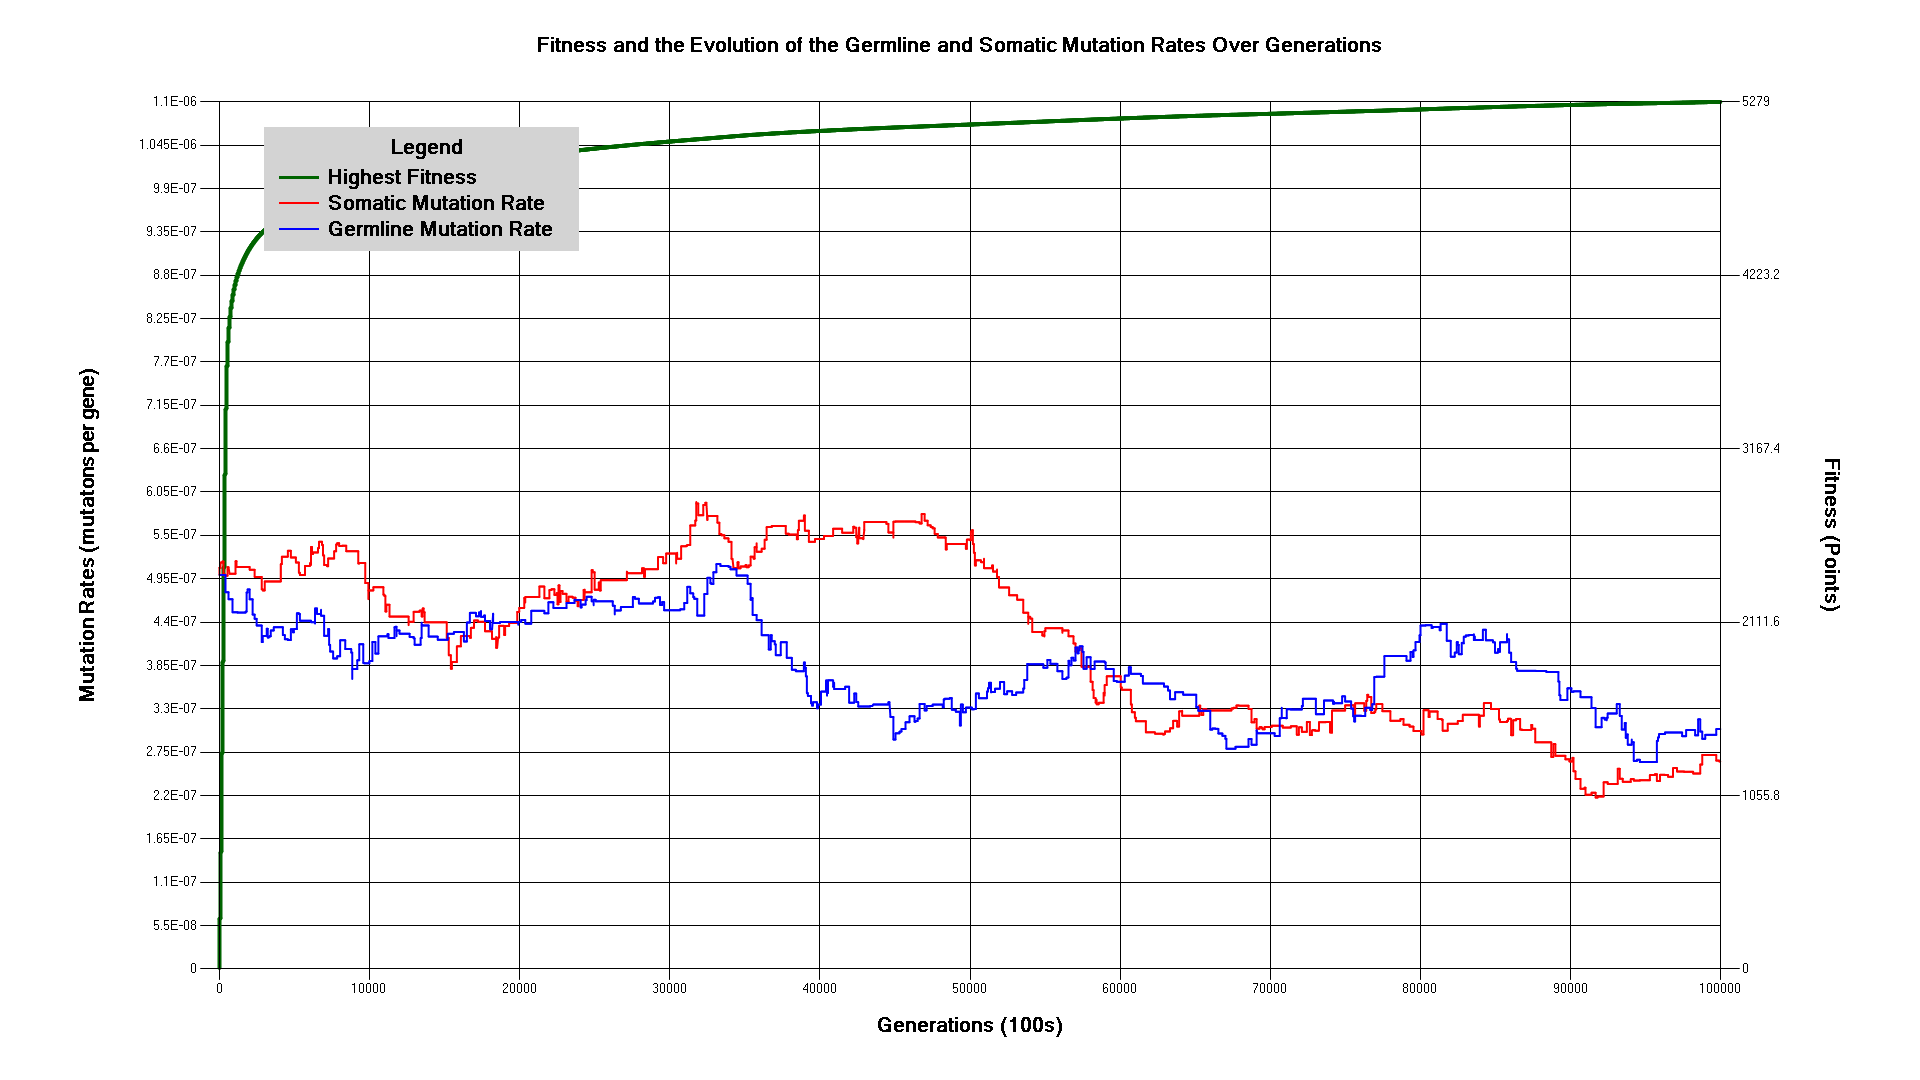 Fitness and the Evolution of the Germline and Somatic Mutation Rates Over Generations
Legend
Highest Fitness
Somatic Mutation Rate
Germline Mutation Rate
Mutation Rates (mutatons per gene)
1.1E-06
1.045E-06
9.9E-07
9.35E-07
8.8E-07
8.25E-07
7.7E-07
7.15E-07
6.6E-07
6.05E-07
5.5E-07
4.95E-07
4.4E-07
3.85E-07
3.3E-07
2.75E-07
2.2E-07
1.65E-07
1.1E-07
5.5E-08
0
5279
4223.2
3167.4
2111.6
1055.8
0
Fitness (Points)
0 10000 20000 30000 40000 50000 60000 70000 80000 90000 100000
Generations (100s)